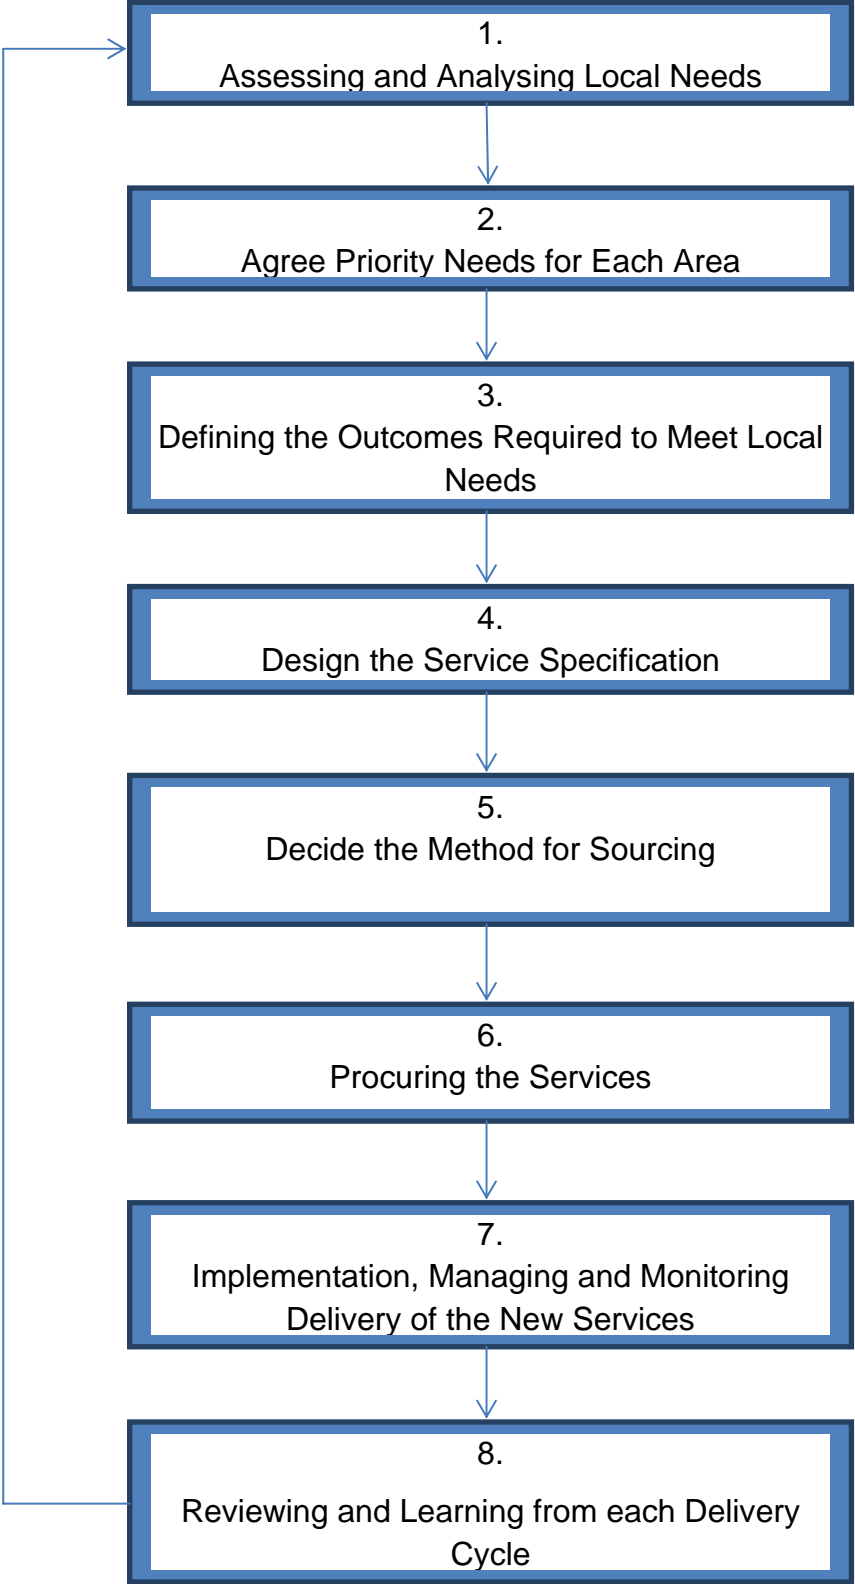 1.
Assessing and Analysing Local Needs
2.
Agree Priority Needs for Each Area
3.
Defining the Outcomes Required to Meet Local
Needs
4.
Design the Service Specification
5.
Decide the Method for Sourcing
6.
Procuring the Services
7.
Implementation, Managing and Monitoring
Delivery of the New Services
8.
Reviewing and Learning from each Delivery
Cycle